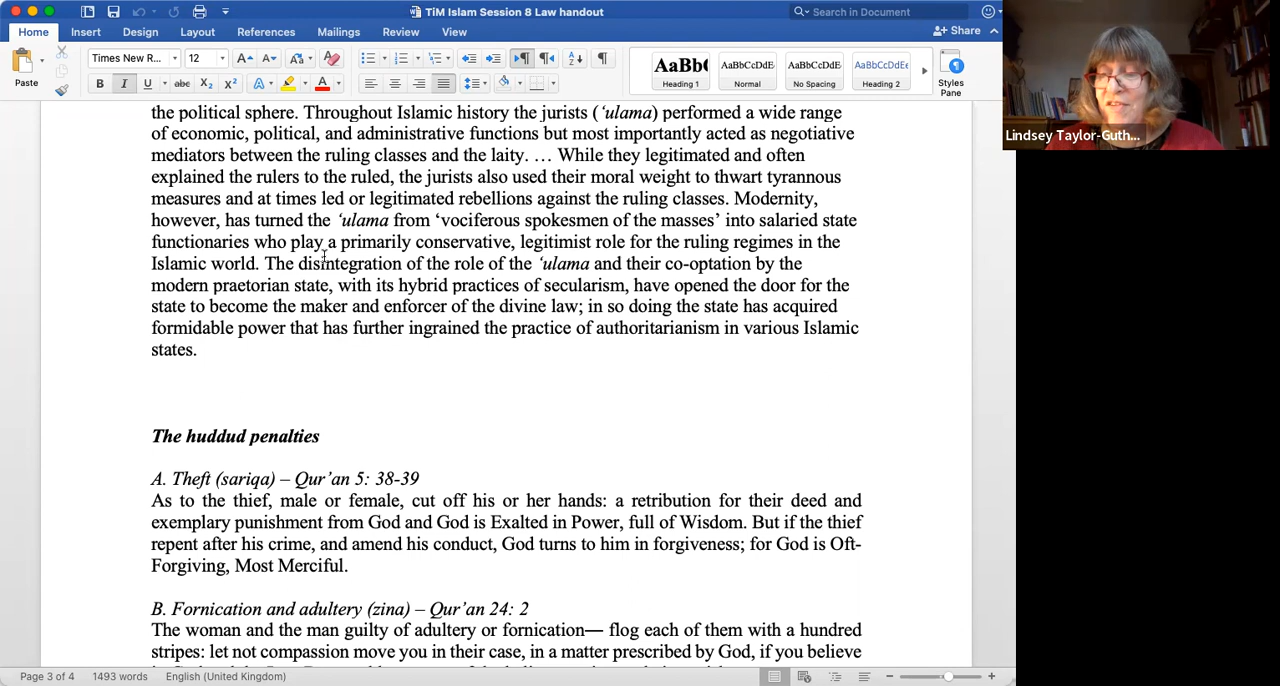 TiM Islam Session 8 Law handout
Search in Document
Home Insert Design Layout References Mailings Review View
Share
Paste
Times New R... 12
AaBb( AaBbCcDdEe AaBbCcDdEe AaBbCcDdEe
Heading 1 Normal No Spacing Heading 2
Styles
Pane
Lindsey Taylor-Guth...
the political sphere. Throughout Islamic history the jurists (‘ulama) performed a wide range
of economic, political, and administrative functions but most importantly acted as negotiative
mediators between the ruling classes and the laity. … While they legitimated and often
explained the rulers to the ruled, the jurists also used their moral weight to thwart tyrannous
measures and at times led or legitimated rebellions against the ruling classes. Modernity,
however, has turned the ‘ulama from ‘vociferous spokesmen of the masses’ into salaried state
functionaries who play a primarily conservative, legitimist role for the ruling regimes in the
Islamic world. The disintegration of the role of the ‘ulama and their co-optation by the
modern praetorian state, with its hybrid practices of secularism, have opened the door for the
state to become the maker and enforcer of the divine law; in so doing the state has acquired
formidable power that has further ingrained the practice of authoritarianism in various Islamic
states.
The huddud penalties
A. Theft (sariqa) – Qur’an 5: 38-39
As to the thief, male or female, cut off his or her hands: a retribution for their deed and
exemplary punishment from God and God is Exalted in Power, full of Wisdom. But if the thief
repent after his crime, and amend his conduct, God turns to him in forgiveness; for God is Oft-
Forgiving, Most Merciful.
B. Fornication and adultery (zina) – Qur’an 24: 2
The woman and the man guilty of adultery or fornication— flog each of them with a hundred
stripes: let not compassion move you in their case, in a matter prescribed by God, if you believe
Page 3 of 4 1493 words English (United Kingdom)